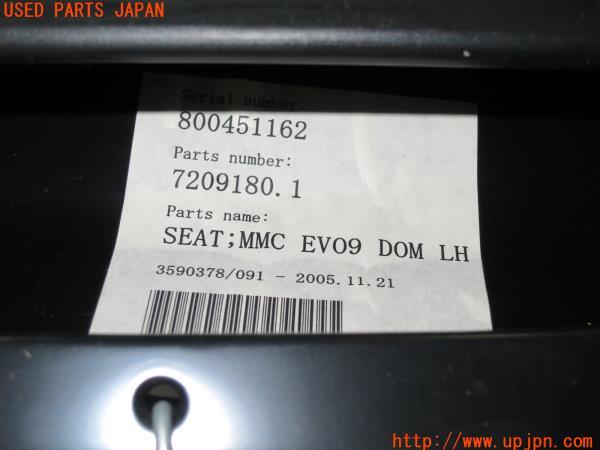 USED PARTS JAPAN
Serial number:
800451162
Parts number:
7209180.1
Parts name:
SEAT;MMC EVO9 DOM LH
3590378/091 - 2005.11.21
http://www.upjpn.com/